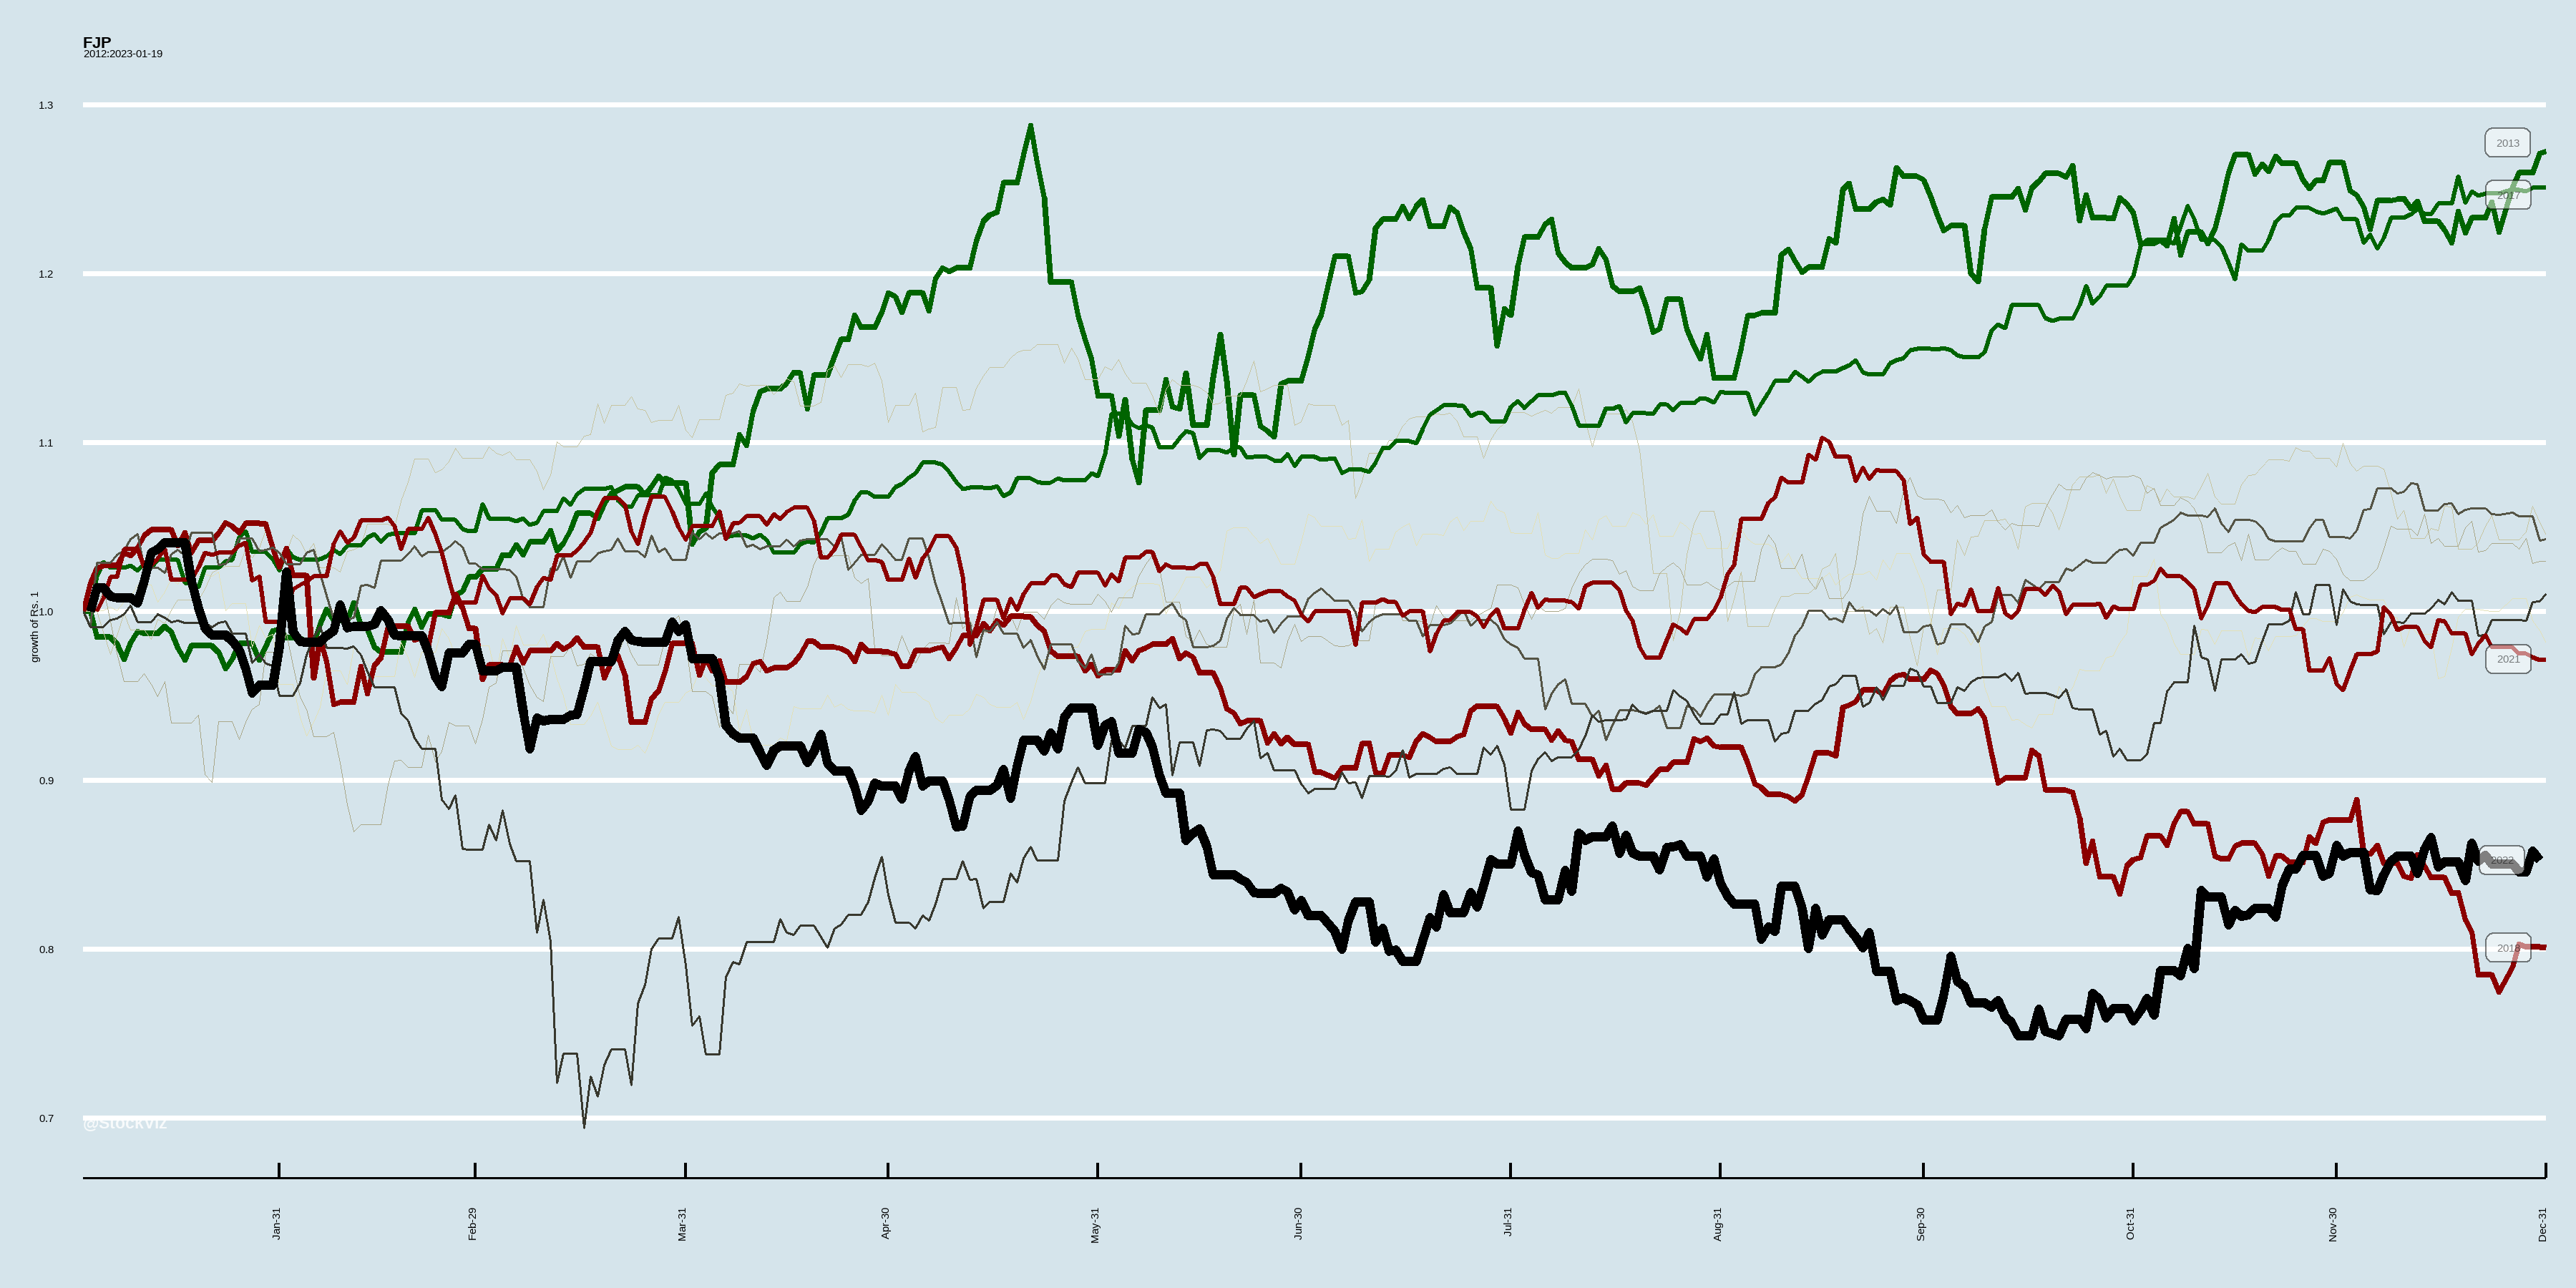 FJP
2012:2023-01-19
1.3
1.2
1.1
1.0
0.9
0.8
0.7
growth of Rs. 1
2013
2017
2021
2022
2018
@StockViz
Jan-31
Feb-29
Mar-31
Apr-30
May-31
Jun-30
Jul-31
Aug-31
Sep-30
Oct-31
Nov-30
Dec-31